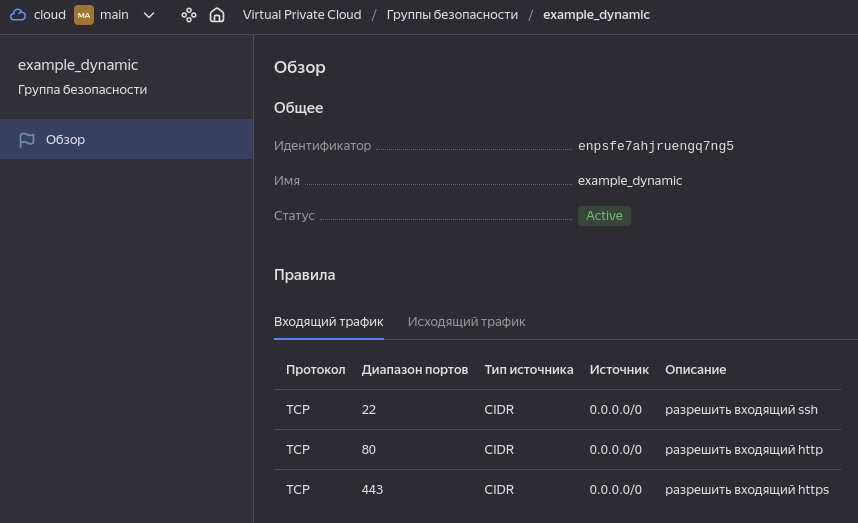 cloud MA main Virtual Private Cloud / Группы безопасности / example_dynamic
example_dynamic
Группа безопасности
Обзор
Обзор
Общее
Идентификатор enpsfe7ahjruengq7ng5
Имя example_dynamic
Статус Active
Правила
Входящий трафик Исходящий трафик
Протокол Диапазон портов Тип источника Источник Описание
TCP 22 CIDR 0.0.0.0/0 разрешить входящий ssh
TCP 80 CIDR 0.0.0.0/0 разрешить входящий http
TCP 443 CIDR 0.0.0.0/0 разрешить входящий https